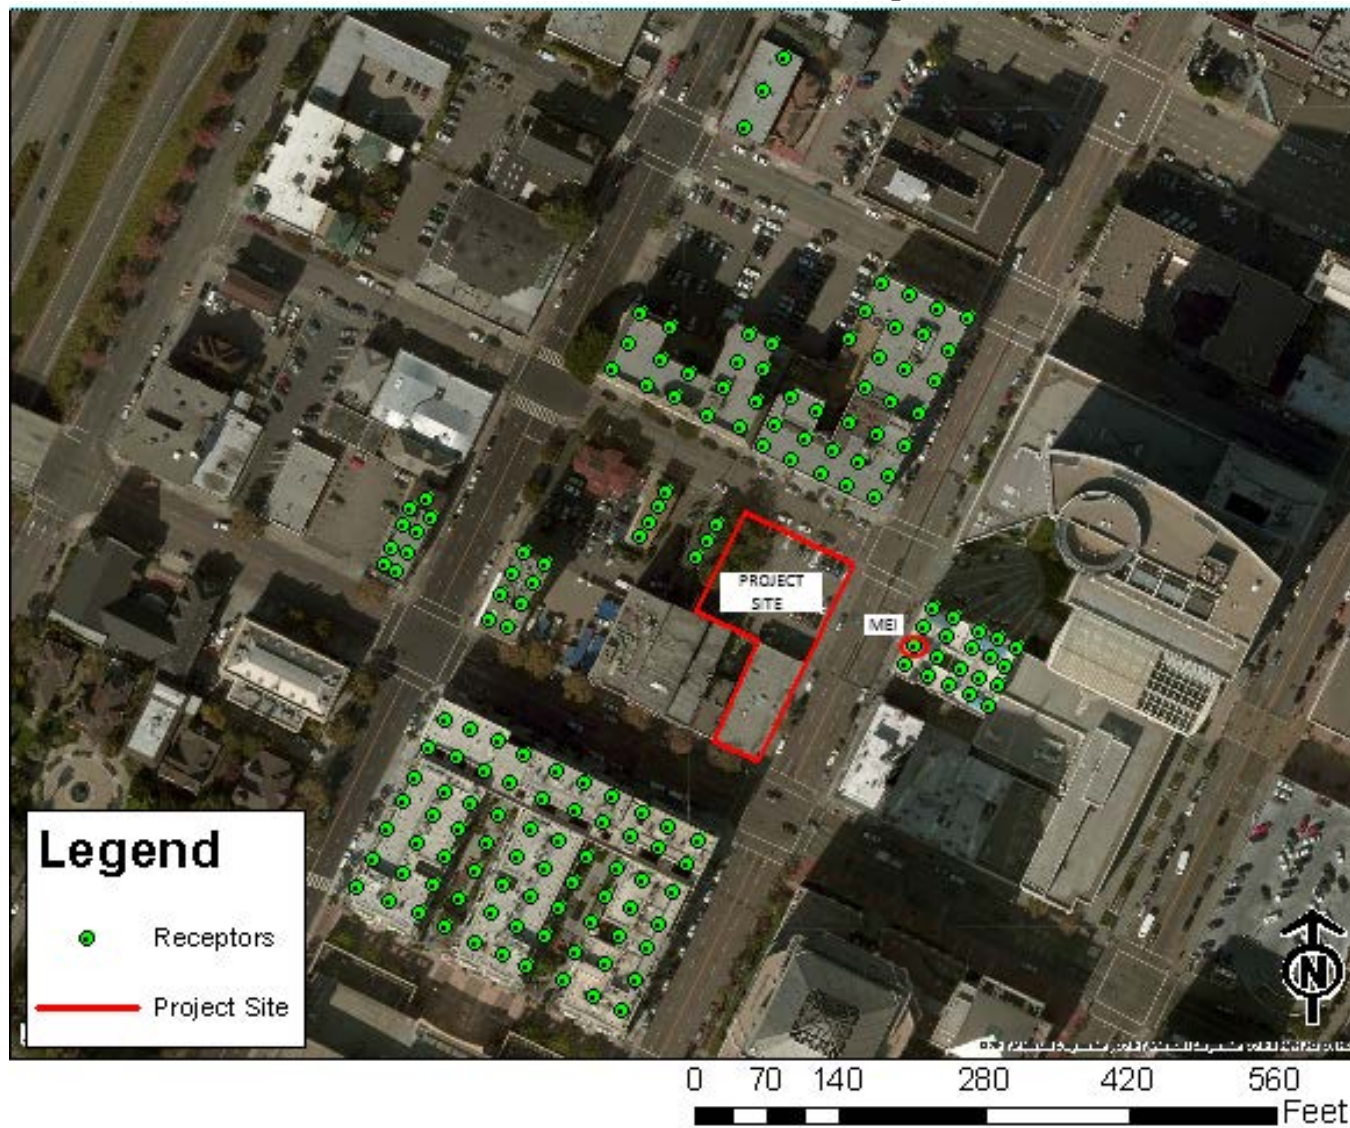 PROJECT
SITE
MEI
Legend
Receptors
Project Site
N
0 70 140 280 420 560
Feet